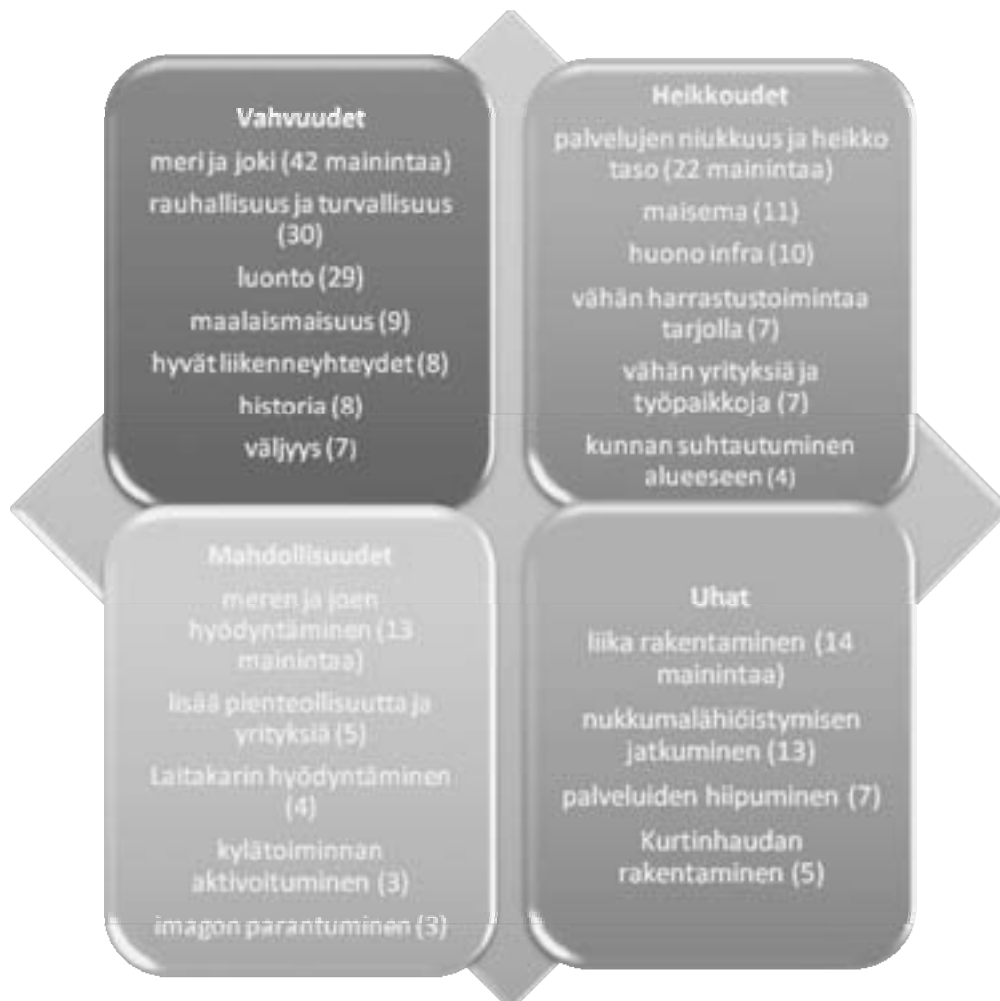 Vahvuudet
meri ja joki (42 mainintaa)
rauhallisuus ja turvallisuus
(30)
luonto (29)
maalaismaisuus (9)
hyvät liikenneyhteydet (8)
historia (8)
väljyys (7)
Heikkoudet
palvelujen niukkuus ja heikko
taso (22 mainintaa)
maisema (11)
huono infra (10)
vähän harrastustoimintaa
tarjolla (7)
vähän yrityksiä ja
työpaikkoja (7)
kunnan suhtautuminen
alueeseen (4)
Mahdollisuudet
meren ja joen
hyödyntäminen (13
mainintaa)
lisää pienteollisuutta ja
yrityksiä (5)
Laitakarin hyödyntäminen
(4)
kylätoiminnan
aktivoituminen (3)
imagon parantuminen (3)
Uhat
liika rakentaminen (14
mainintaa)
nukkumalähiöistymisen
jatkuminen (13)
palveluiden hiipuminen (7)
Kurtinhaudan
rakentaminen (5)